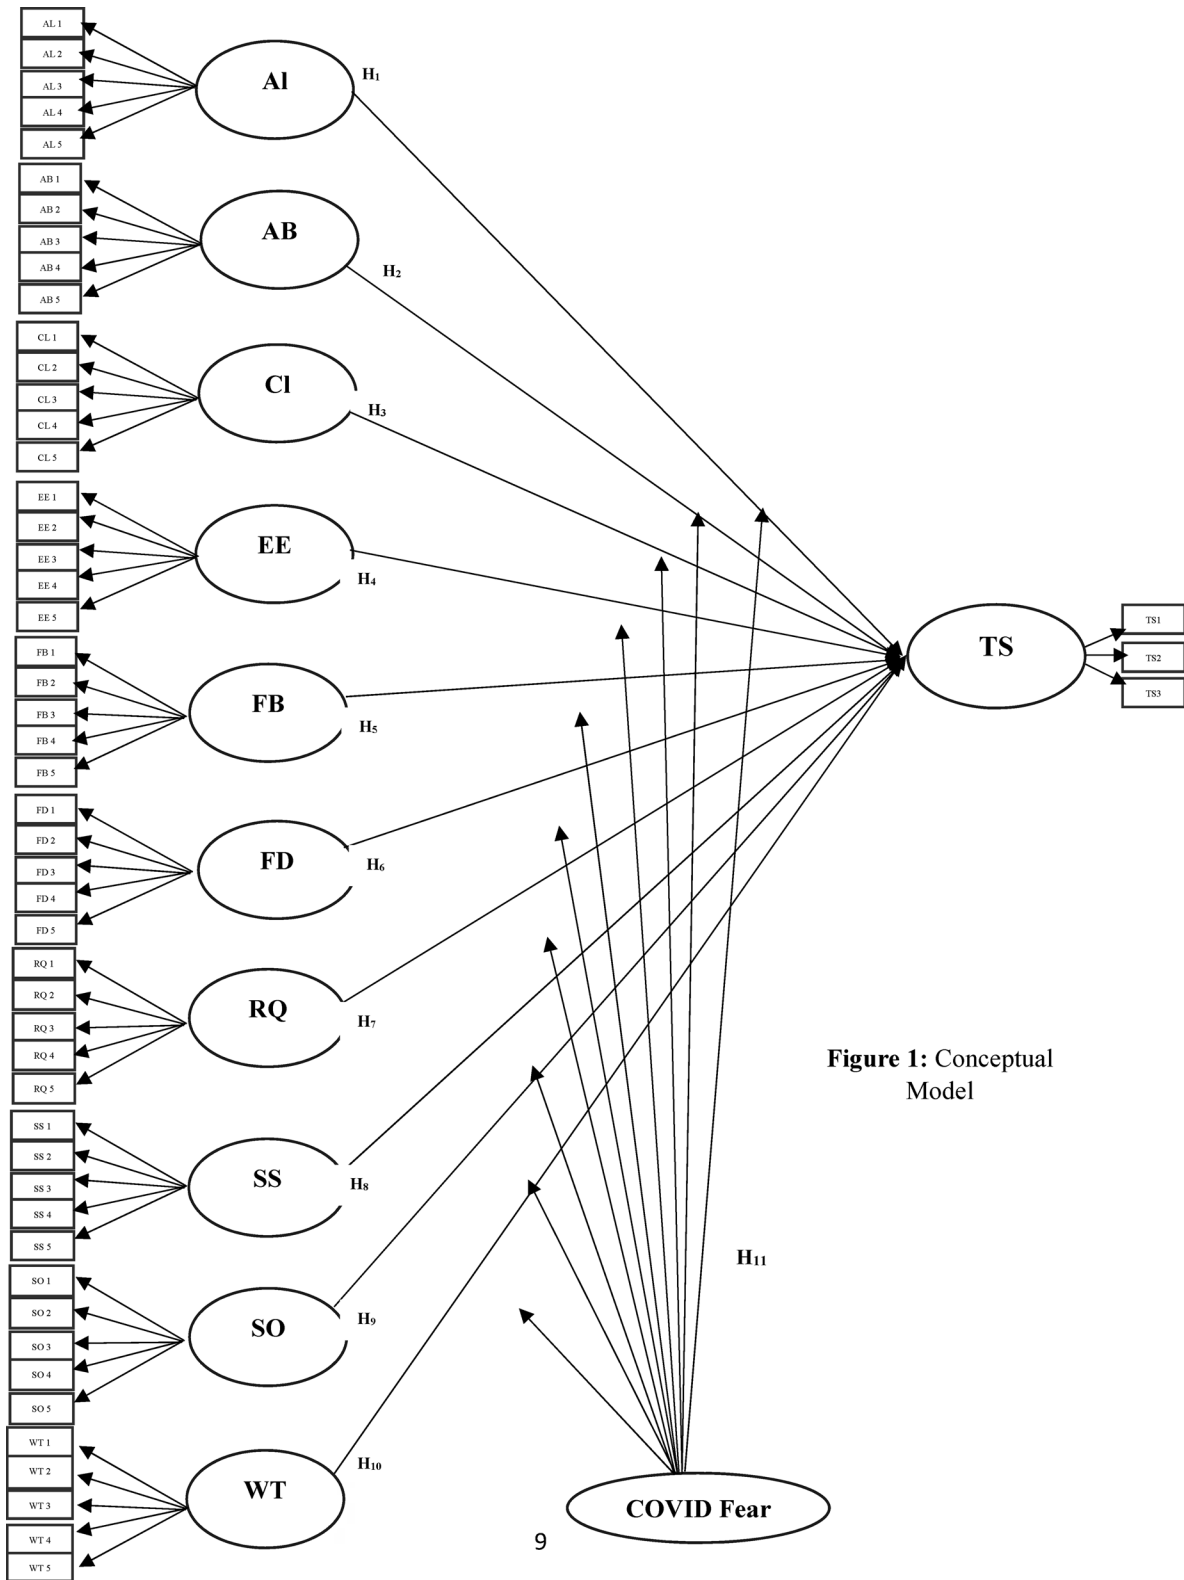 AL 1
AL 2
AL 3
AL 4
AL 5
Al
H1
AB 1
AB 2
AB 3
AB 4
AB 5
AB
H2
CL 1
CL 2
CL 3
CL 4
CL 5
Cl
H3
EE 1
EE 2
EE 3
EE 4
EE 5
EE
H4
FB 1
FB 2
FB 3
FB 4
FB 5
FB
H5
TS
TS1
TS2
TS3
FD 1
FD 2
FD 3
FD 4
FD 5
FD
H6
RQ 1
RQ 2
RQ 3
RQ 4
RQ 5
RQ
H7
Figure 1: Conceptual
Model
SS 1
SS 2
SS 3
SS 4
SS 5
SS
H8
SO 1
SO 2
SO 3
SO 4
SO 5
SO
H9
H11
WT 1
WT 2
WT 3
WT 4
WT 5
WT
H10
COVID Fear
9